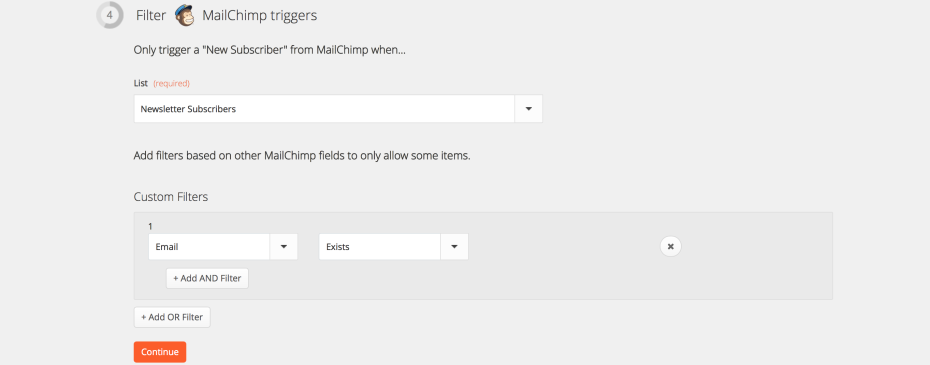 4 Filter MailChimp triggers
Only trigger a "New Subscriber" from MailChimp when...
List (required)
Newsletter Subscribers
Add filters based on other MailChimp fields to only allow some items.
Custom Filters
1
Email Exists
+ Add AND Filter
+ Add OR Filter
Continue